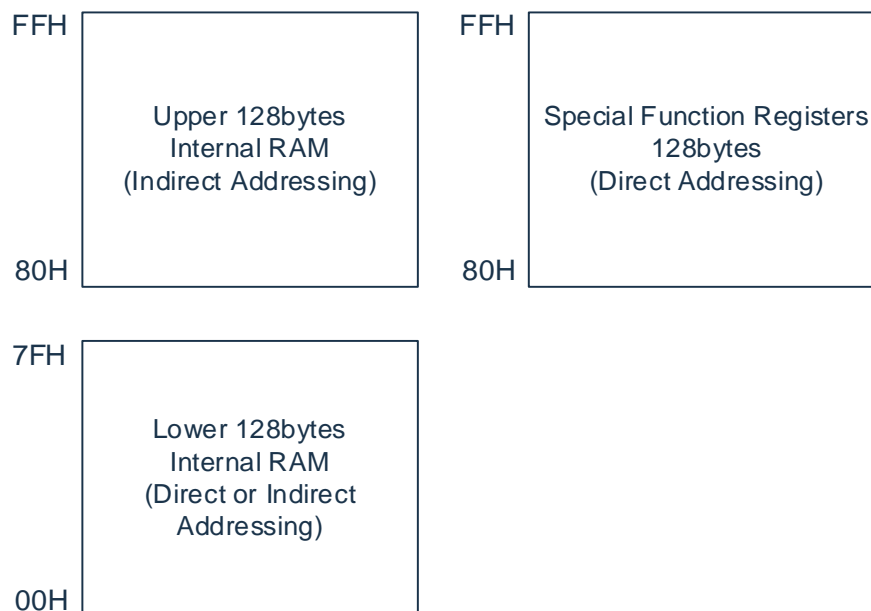 FFH
Upper 128bytes
Internal RAM
(Indirect Addressing)
80H
FFH
Special Function Registers
128bytes
(Direct Addressing)
80H
7FH
Lower 128bytes
Internal RAM
(Direct or Indirect
Addressing)
00H